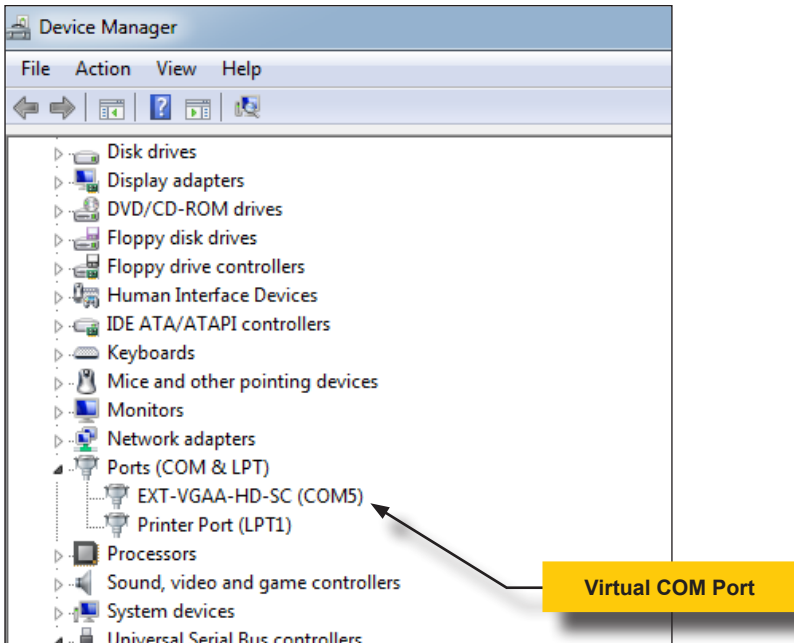 Device Manager
File Action View Help
Disk drives
Display adapters
DVD/CD-ROM drives
Floppy disk drives
Floppy drive controllers
Human Interface Devices
IDE ATA/ATAPI controllers
Keyboards
Mice and other pointing devices
Monitors
Network adapters
Ports (COM & LPT)
EXT-VGAA-HD-SC (COM5)
Printer Port (LPT1)
Processors
Sound, video and game controllers
Virtual COM Port
System devices
Universal Serial Bus controllers